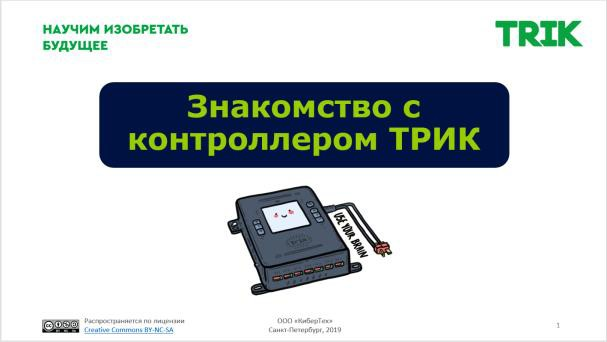 НАУЧИМ ИЗОБРЕТАТЬ
БУДУЩЕЕ
TRIK
Знакомство с
контроллером ТРИК
USE YOUR BRAIN
Распространяется по лицензии
Creative Commons BY-NC-SA
ООО «КиберТех»
Санкт-Петербург, 2019
1